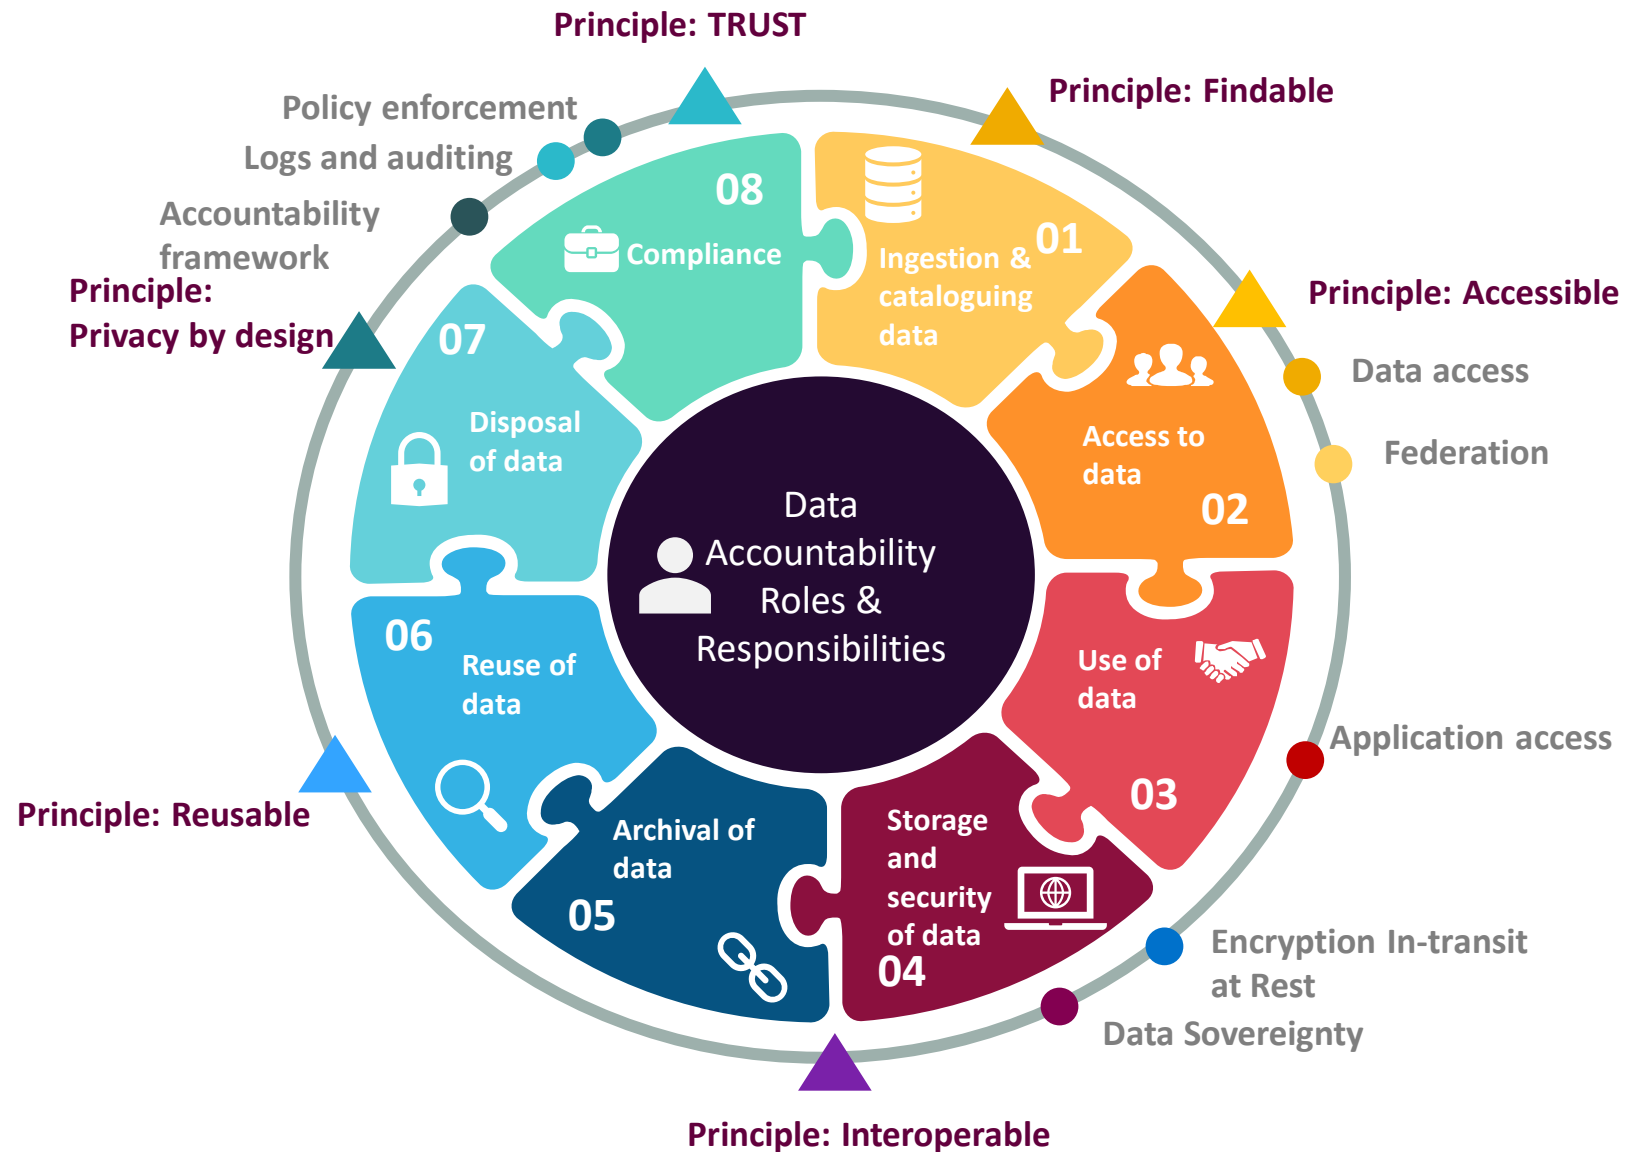 Principle: TRUST
Principle: Findable
Policy enforcement
Logs and auditing
Accountability
framework
Principle:
Privacy by design
Principle: Accessible
Data access
Federation
Application access
Encryption In-transit
at Rest
Data Sovereignty
Principle: Interoperable
Principle: Reusable
01
Ingestion &
cataloguing
data
Access to
data
02
Use of
data
03
Storage
and
security
of data
04
Archival of
data
05
06
Reuse of
data
07
Disposal
of data
08
Compliance
Data
Accountability
Roles &
Responsibilities